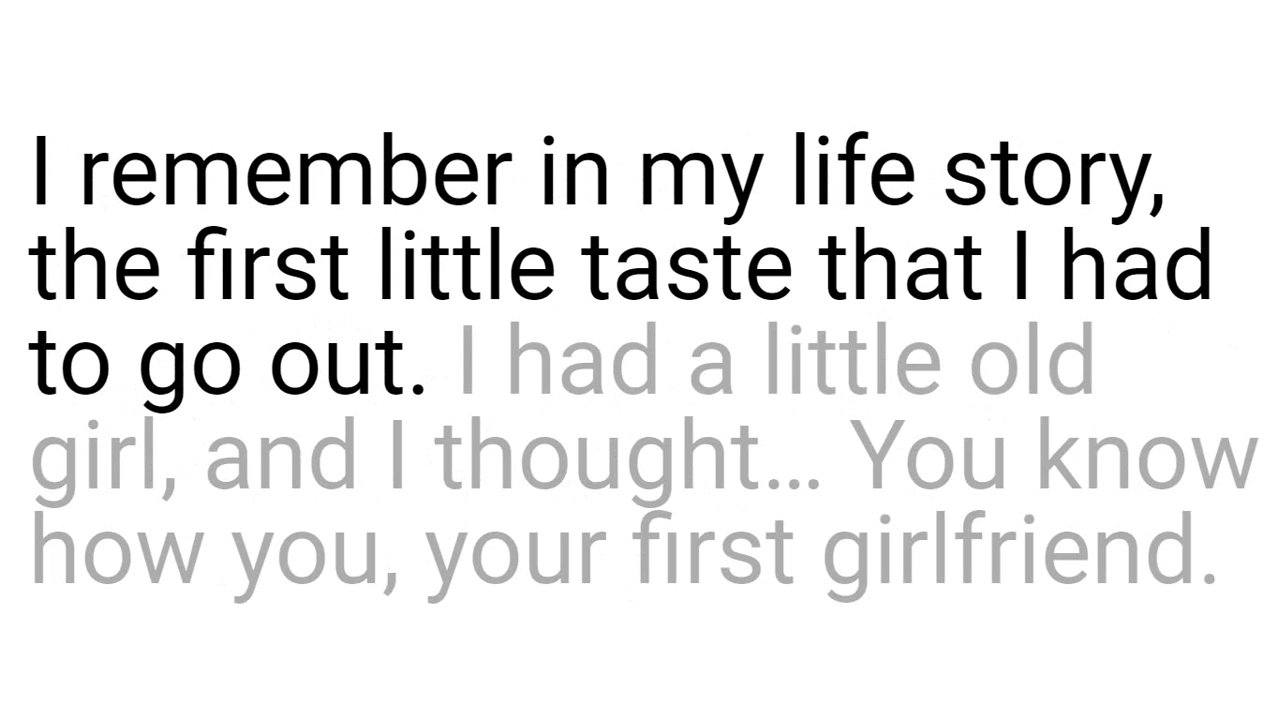 I remember in my life story,
the first little taste that I had
to go out. I had a little old
girl, and I thought... You know
how you, your first girlfriend.